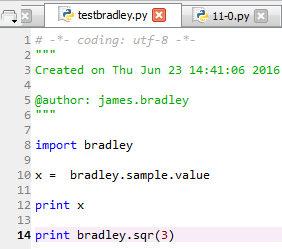 testbradley.py 11-0.py
1 # -*- coding: utf-8 -*-
2 """
3 Created on Thu Jun 23 14:41:06 2016
4
5 @author: james.bradley
6 """
7
8 import bradley
9
10 x =  bradley.sample.value
11
12 print x
13
14 print bradley.sqr(3)